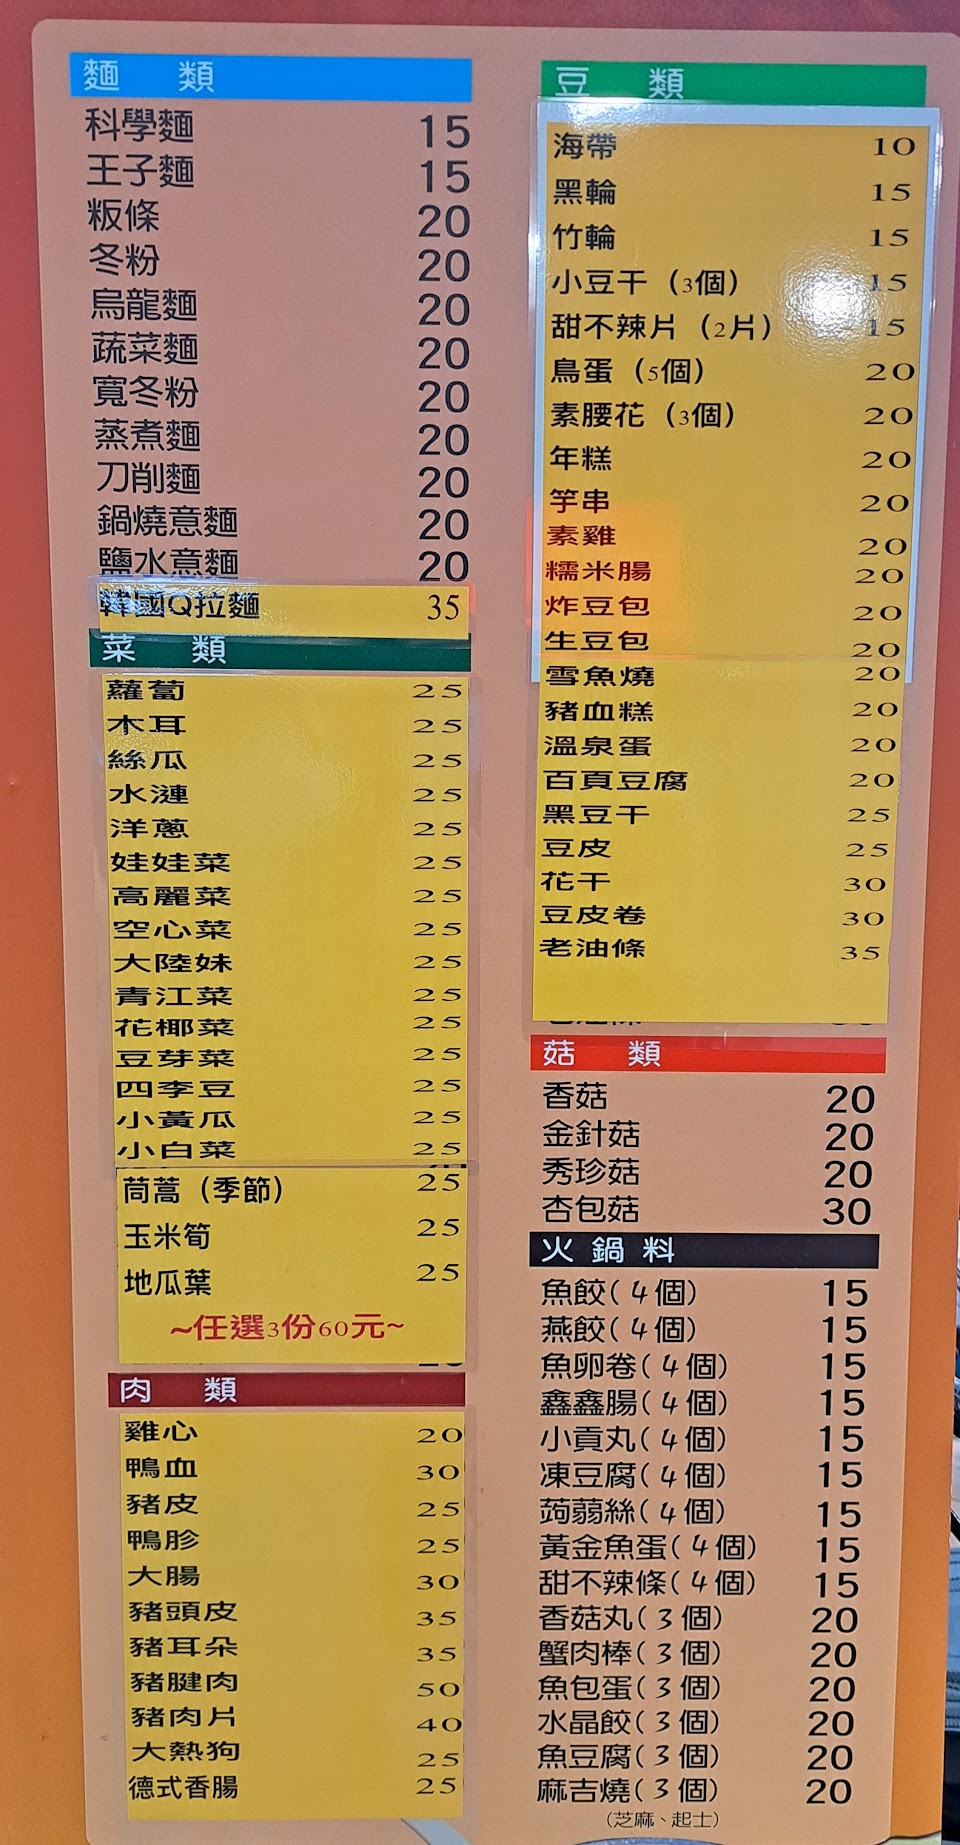 麵 類
科學麵 15
王子麵 15
粄條 20
冬粉 20
烏龍麵 20
蔬菜麵 20
寬冬粉 20
蒸煮麵 20
刀削麵 20
鍋燒意麵 20
鹽水意麵 20
韓國Q拉麵 35
菜 類
蘿蔔 25
木耳 25
絲瓜 25
水漣 25
洋蔥 25
娃娃菜 25
高麗菜 25
空心菜 25
大陸妹 25
青江菜 25
花椰菜 25
豆芽菜 25
四季豆 25
小黃瓜 25
小白菜 25
茼蒿（季節） 25
玉米筍 25
地瓜葉 25
~任選3份60元~
肉 類
雞心 20
鴨血 30
豬皮 25
鴨胗 25
大腸 30
豬頭皮 35
豬耳朵 35
豬腱肉 50
豬肉片 40
大熱狗 25
德式香腸 25
豆 類
海帶 10
黑輪 15
竹輪 15
小豆干（3個） 15
甜不辣片（2片） 15
鳥蛋（5個） 20
素腰花（3個） 20
年糕 20
竽串 20
素雞 20
糯米腸 20
炸豆包 20
生豆包 20
雪魚燒 20
豬血糕 20
溫泉蛋 20
百頁豆腐 20
黑豆干 25
豆皮 25
花干 30
豆皮卷 30
老油條 35
菇 類
香菇 20
金針菇 20
秀珍菇 20
杏包菇 30
火 鍋 料
魚餃(4個) 15
燕餃(4個) 15
魚卵卷(4個) 15
鑫鑫腸(4個) 15
小貢丸(4個) 15
凍豆腐(4個) 15
蒟蒻絲(4個) 15
黃金魚蛋(4個) 15
甜不辣條(4個) 15
香菇丸(3個) 20
蟹肉棒(3個) 20
魚包蛋(3個) 20
水晶餃(3個) 20
魚豆腐(3個) 20
麻吉燒(3個) 20
(芝麻、起士)